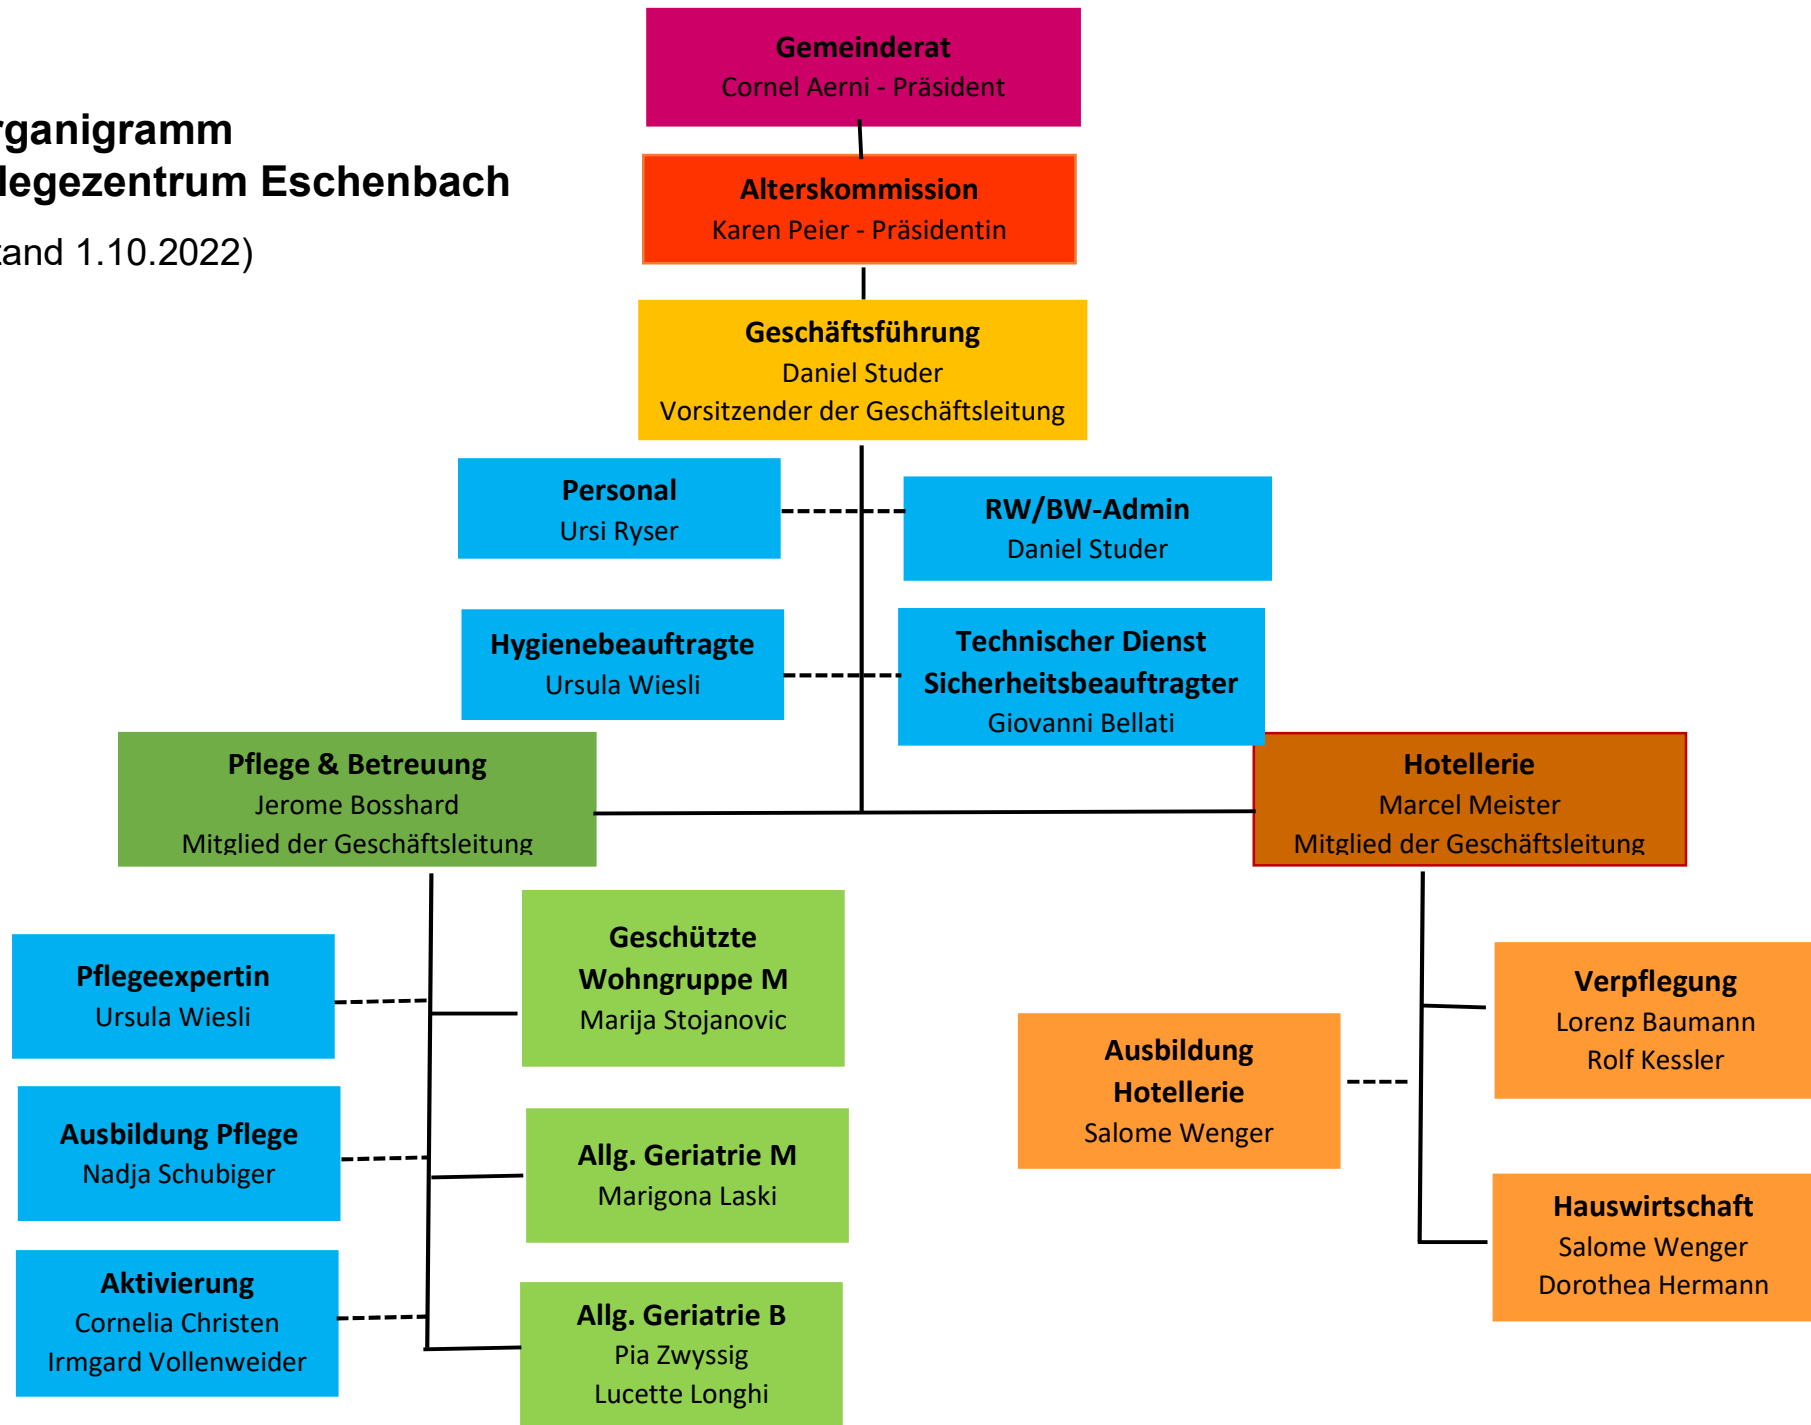 Gemeinderat
Cornel Aerni - Präsident
rganigramm
legezentrum Eschenbach
tand 1.10.2022)
Alterskommission
Karen Peier - Präsidentin
Geschäftsführung
Daniel Studer
Vorsitzender der Geschäftsleitung
Personal
Ursi Ryser
RW/BW-Admin
Daniel Studer
Hygienebeauftragte
Ursula Wiesli
Technischer Dienst
Sicherheitsbeauftragter
Giovanni Bellati
Pflege & Betreuung
Jerome Bosshard
Mitglied der Geschäftsleitung
Hotellerie
Marcel Meister
Mitglied der Geschäftsleitung
Pflegeexpertin
Ursula Wiesli
Geschützte
Wohngruppe M
Marija Stojanovic
Ausbildung Pflege
Nadja Schubiger
Allg. Geriatrie M
Marigona Laski
Aktivierung
Cornelia Christen
Irmgard Vollenweider
Allg. Geriatrie B
Pia Zwyssig
Lucette Longhi
Ausbildung
Hotellerie
Salome Wenger
Verpflegung
Lorenz Baumann
Rolf Kessler
Hauswirtschaft
Salome Wenger
Dorothea Hermann